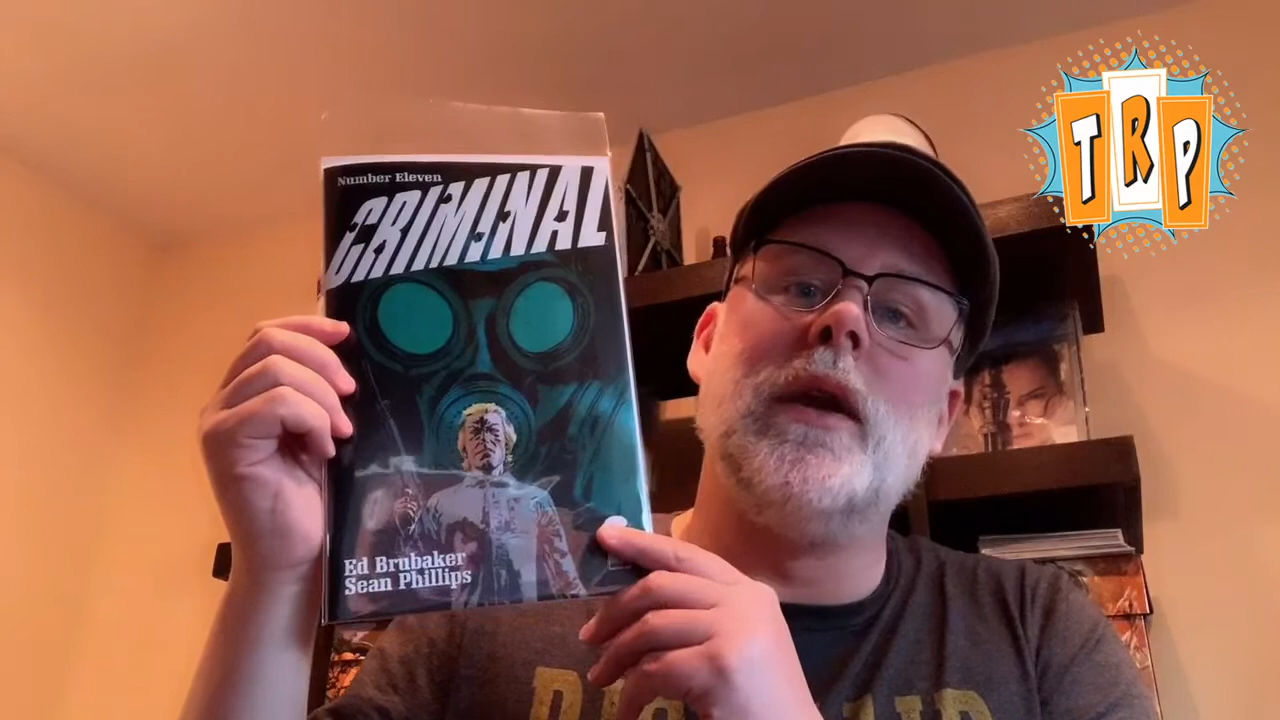 Number Eleven
CRIMINAL
Ed Brubaker
Sean Phillips
TRP